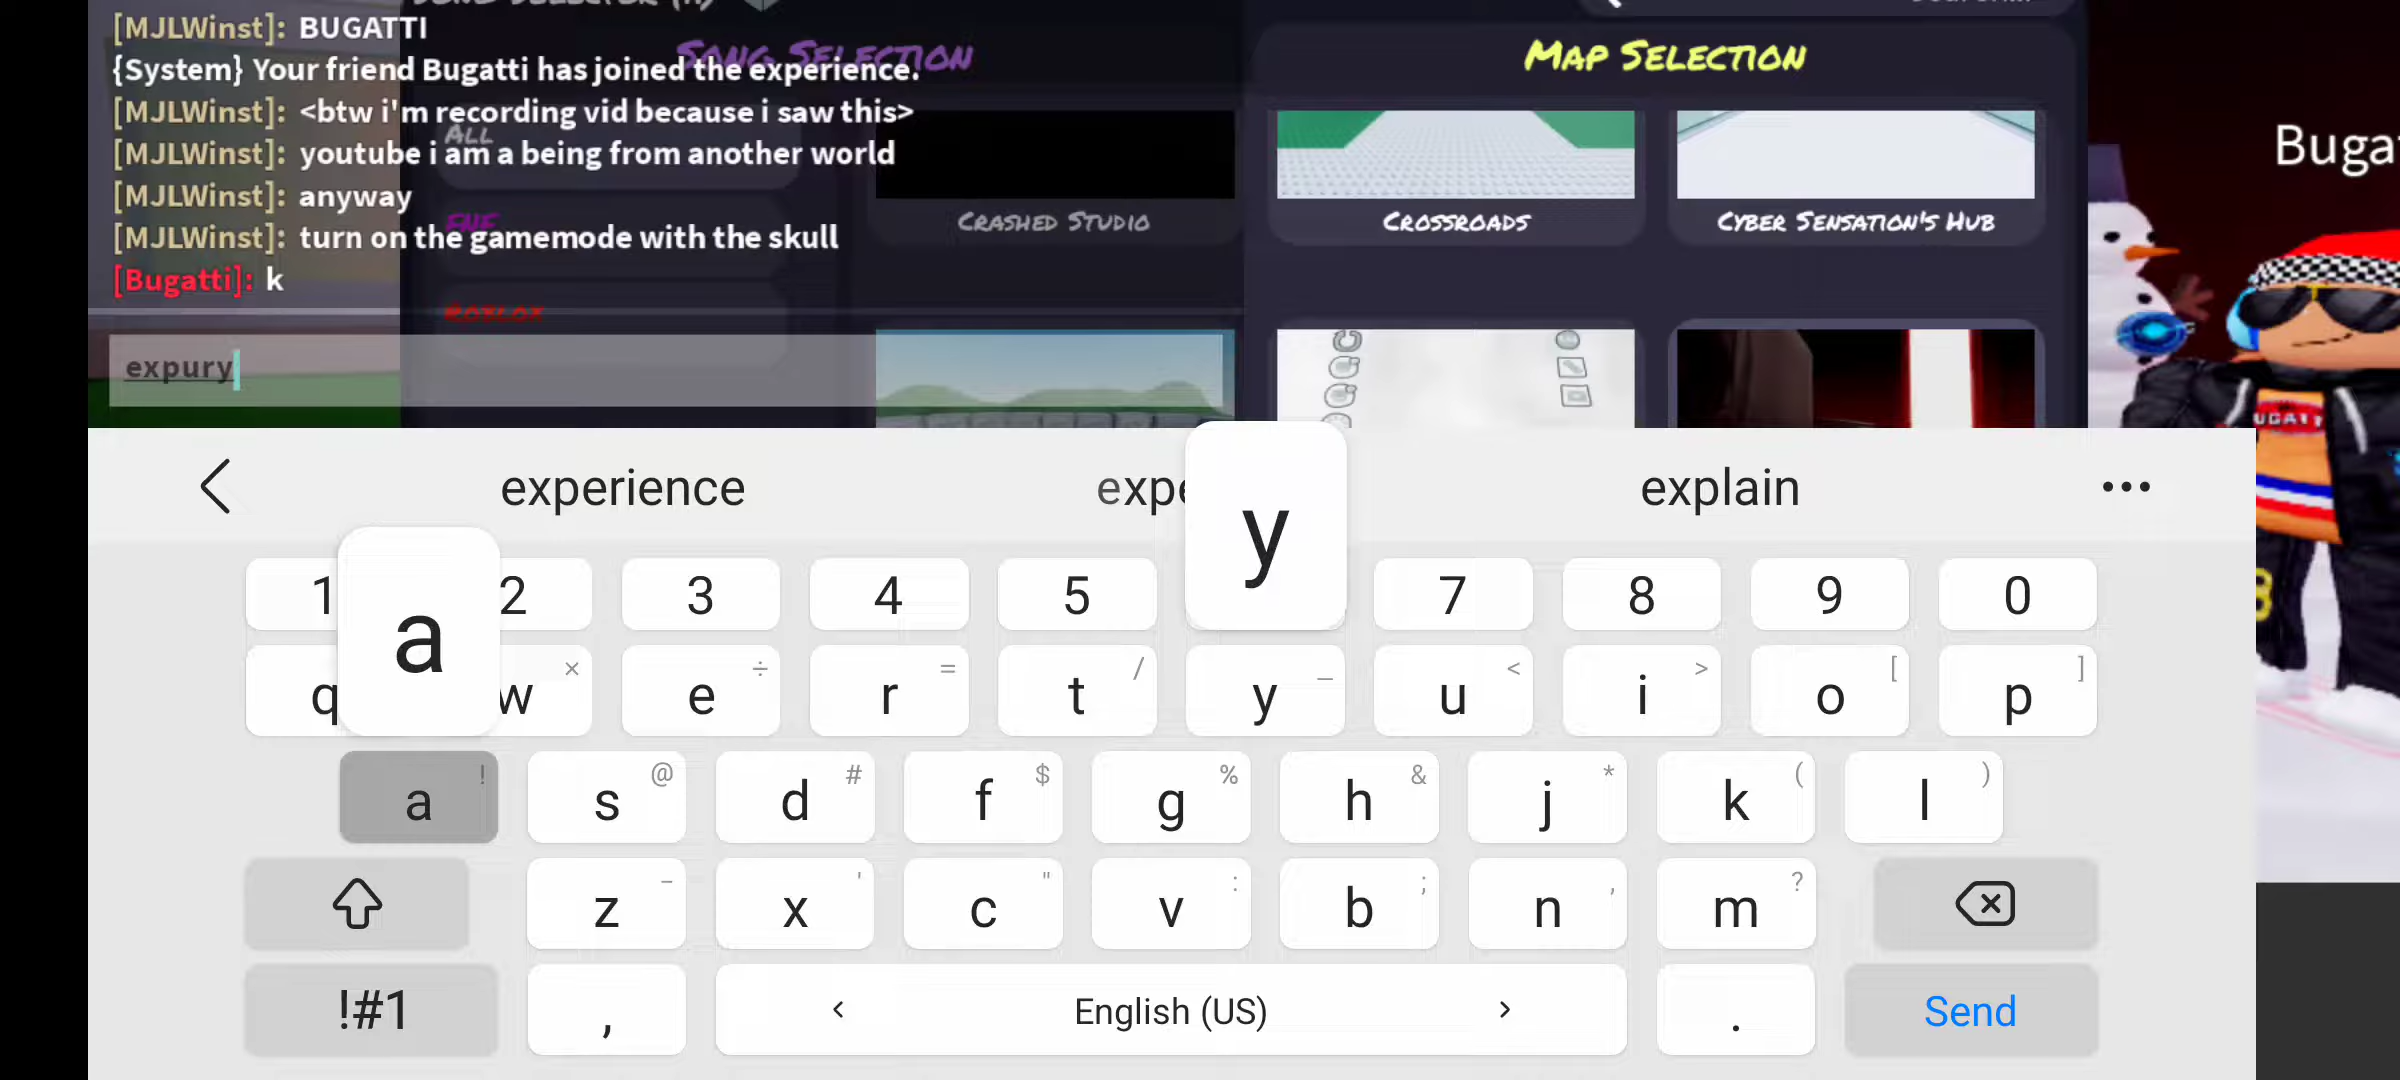 [MJLWinst]: BUGATTI
{System} Your friend Bugatti has joined the experience.
[MJLWinst]: <btw i'm recording vid because i saw this>
[MJLWinst]: youtube i am a being from another world
[MJLWinst]: anyway
[MJLWinst]: turn on the gamemode with the skull
[Bugatti]: k
expury
Song Selection
All
FNF
Roblox
Map Selection
Crashed Studio
Crossroads
Cyber Sensation's Hub
experience
explain
•••
a
y
1 2 3 4 5 7 8 9 0
q w × e ÷ r = t / y _ u < i > o [ p ]
a ! s @ d # f $ g % h & j * k ( l )
z - x ' c " v : b ; n , m ?
!#1 , < English (US) > . Send